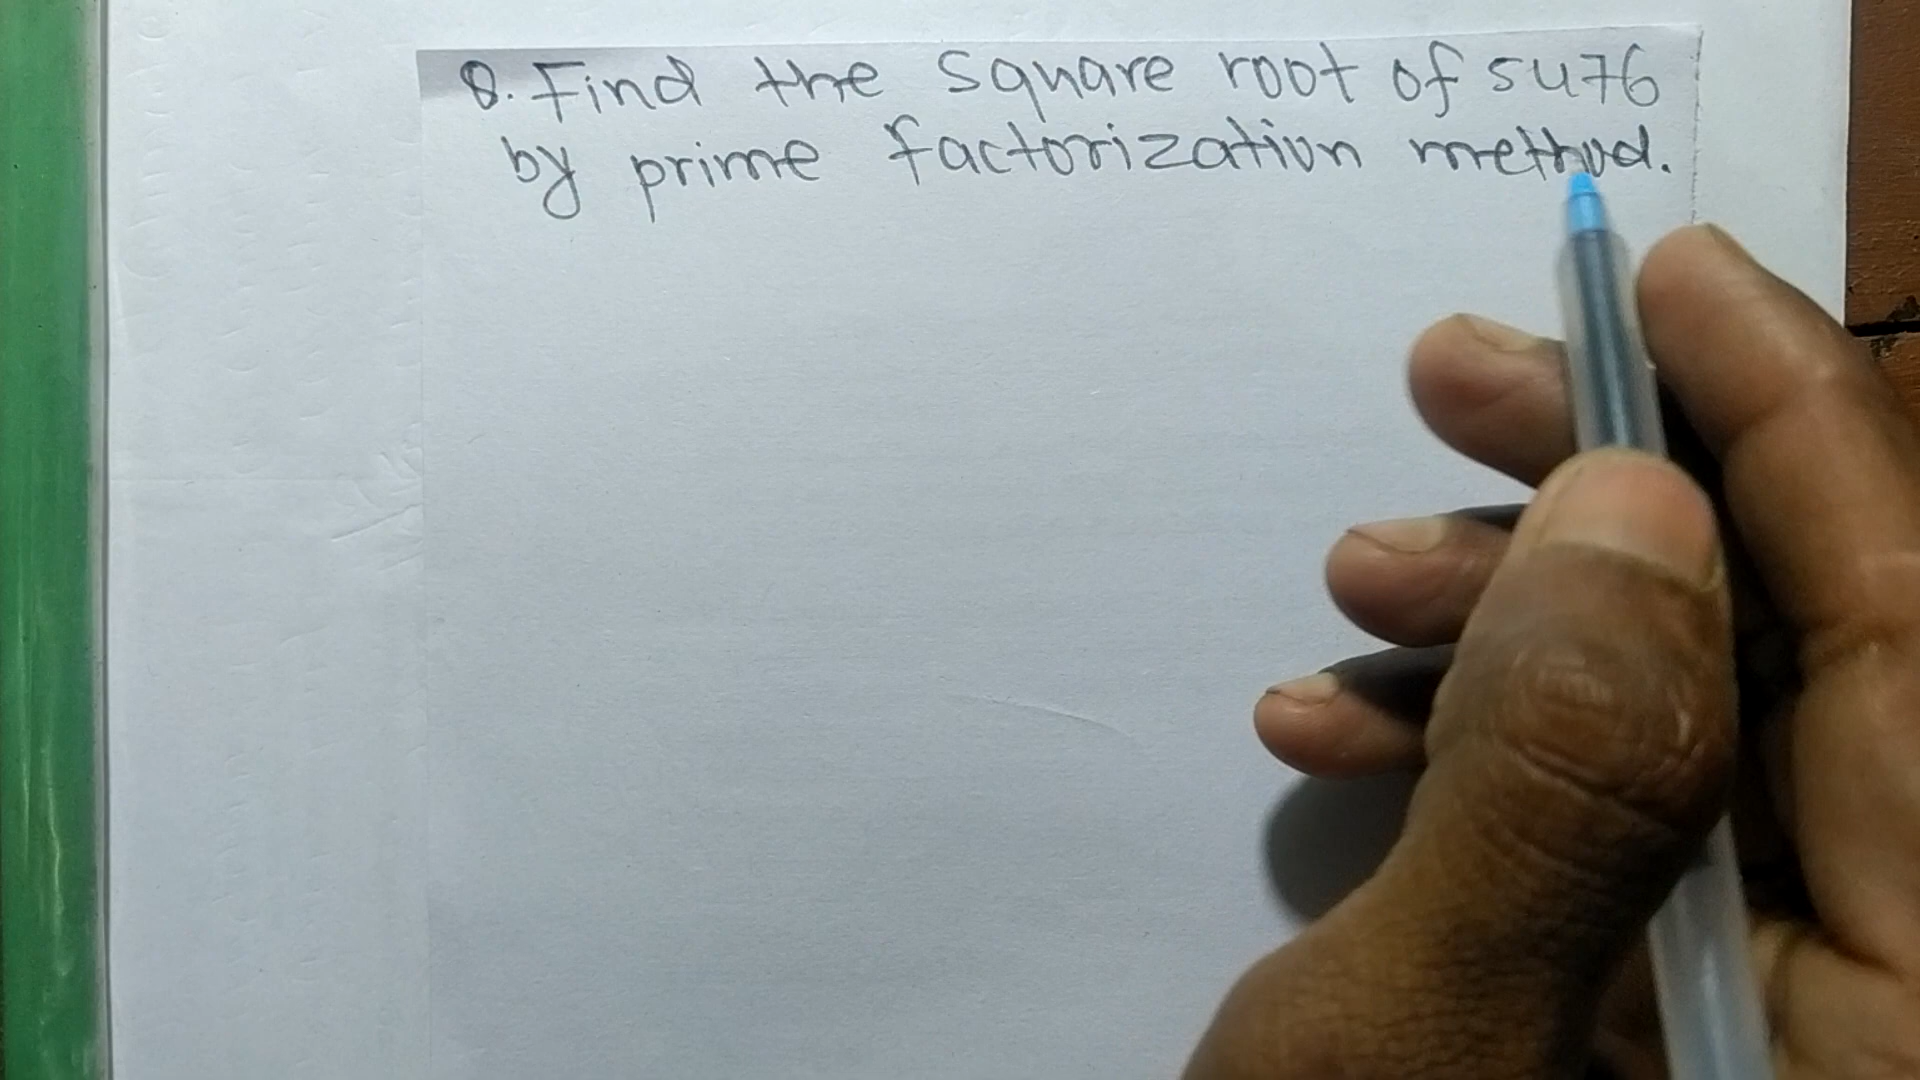 Q. Find the square root of 5476
by prime factorization method.